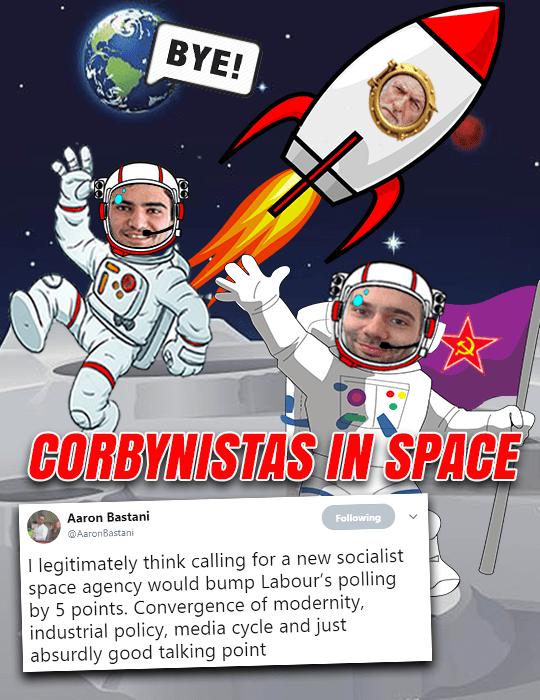 BYE!
CORBYNISTAS IN SPACE
Aaron Bastani
@AaronBastani
Following
I legitimately think calling for a new socialist
space agency would bump Labour's polling
by 5 points. Convergence of modernity,
industrial policy, media cycle and just
absurdly good talking point